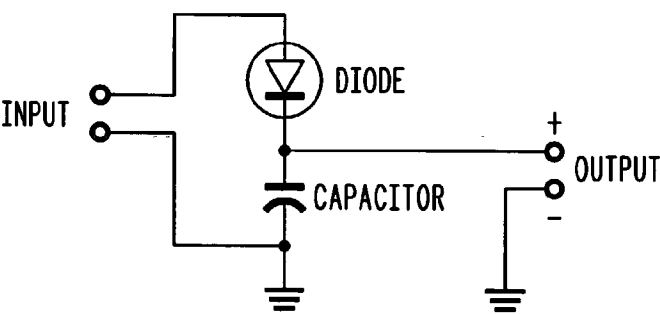 DIODE
INPUT
+
OUTPUT
CAPACITOR
-